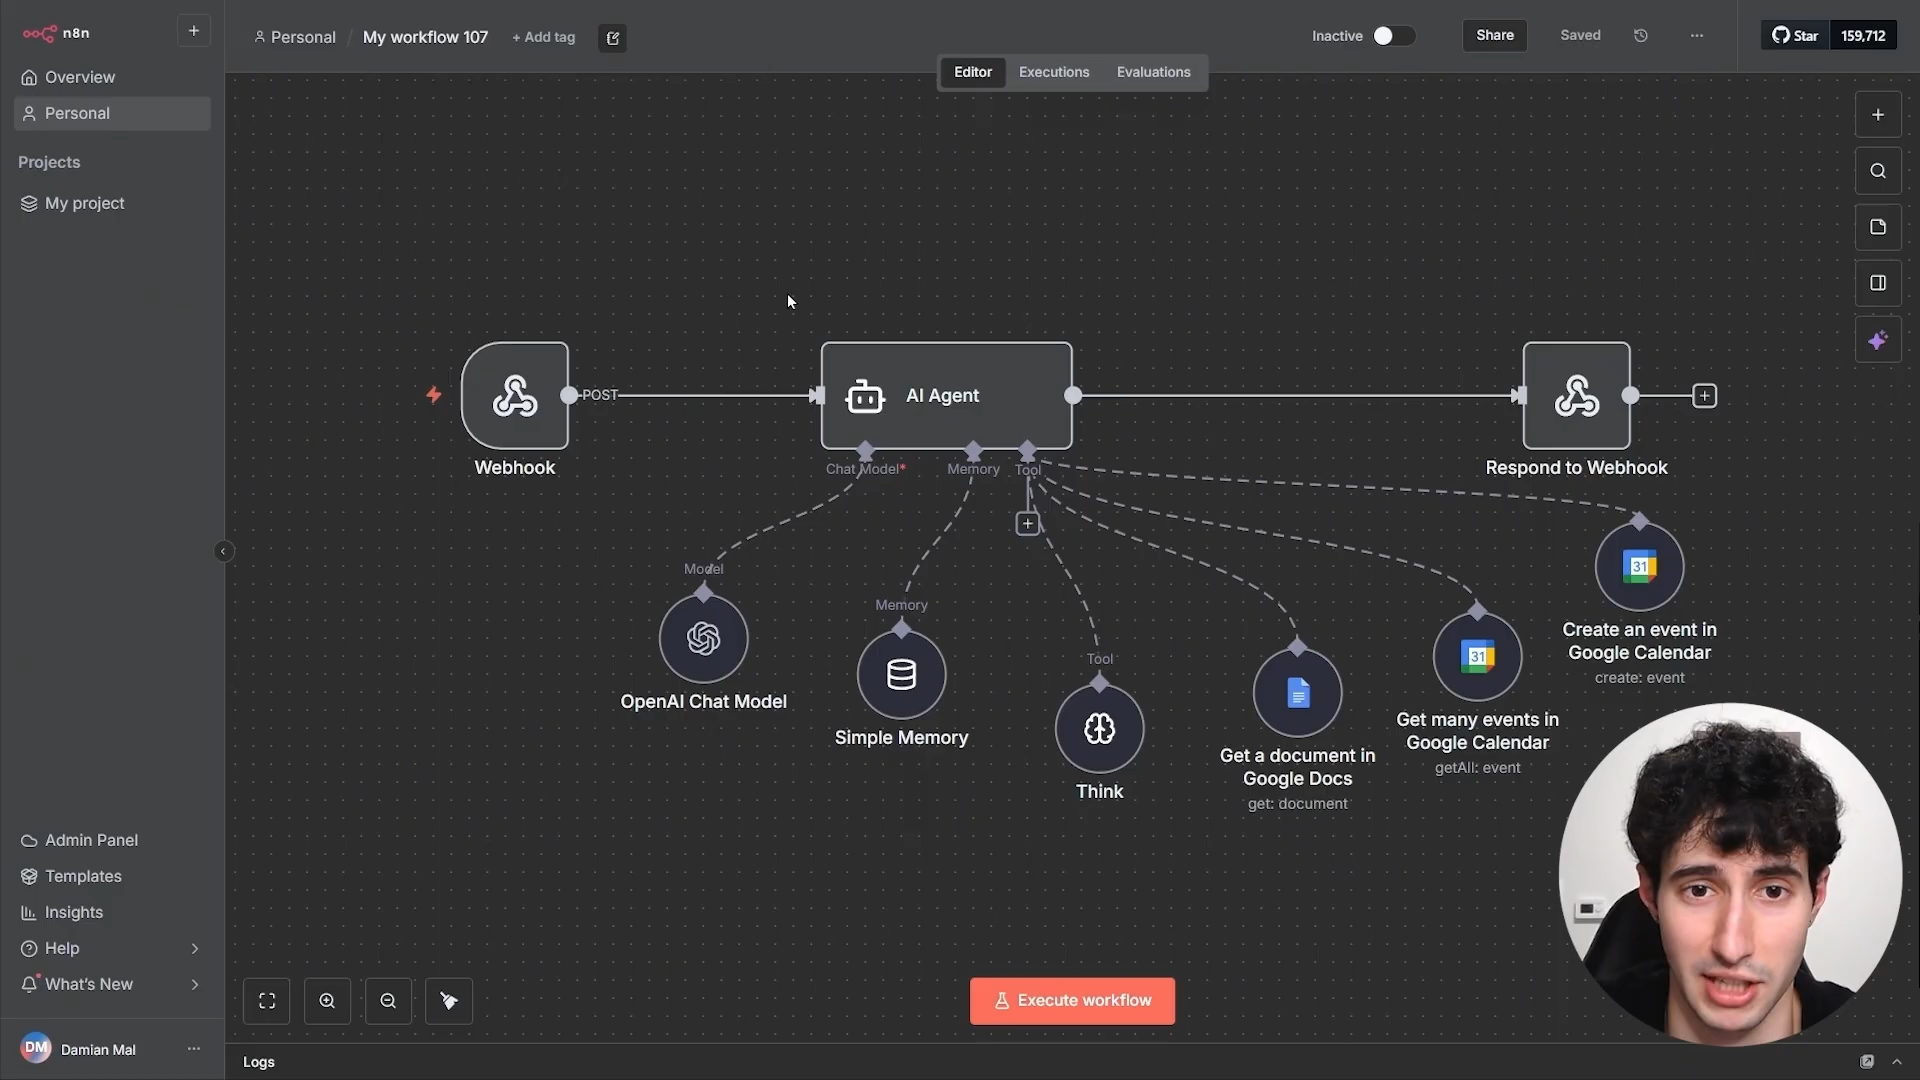 n8n
Personal / My workflow 107 + Add tag
Inactive
Share
Saved
Star 159,712
Editor Executions Evaluations
Overview
Personal
Projects
My project
POST
AI Agent
Webhook
Chat Model*
Memory
Tool
Respond to Webhook
Model
Memory
Tool
31
31
OpenAI Chat Model
Simple Memory
Think
Get a document in
Google Docs
get: document
Get many events in
Google Calendar
getAll: event
Create an event in
Google Calendar
create: event
Admin Panel
Templates
Insights
Help
What's New
DM Damian Mal
Execute workflow
Logs